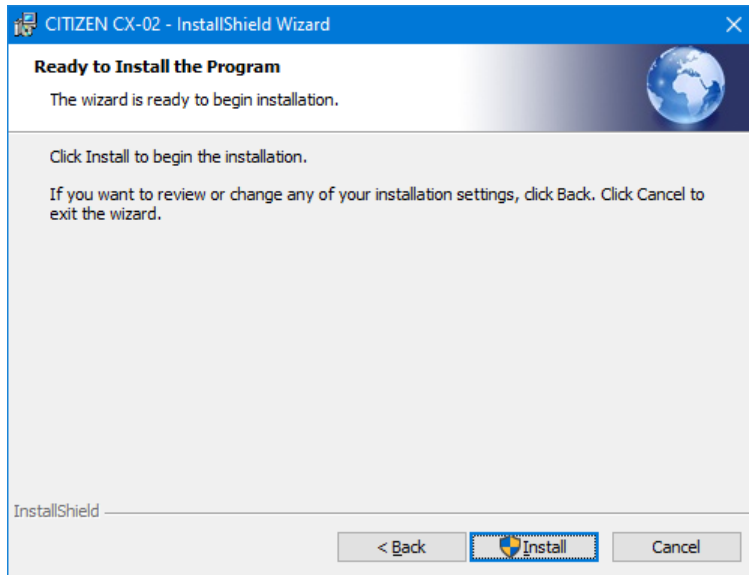 CITIZEN CX-02 - InstallShield Wizard
Ready to Install the Program
The wizard is ready to begin installation.
Click Install to begin the installation.
If you want to review or change any of your installation settings, click Back. Click Cancel to
exit the wizard.
InstallShield
< Back
Install
Cancel